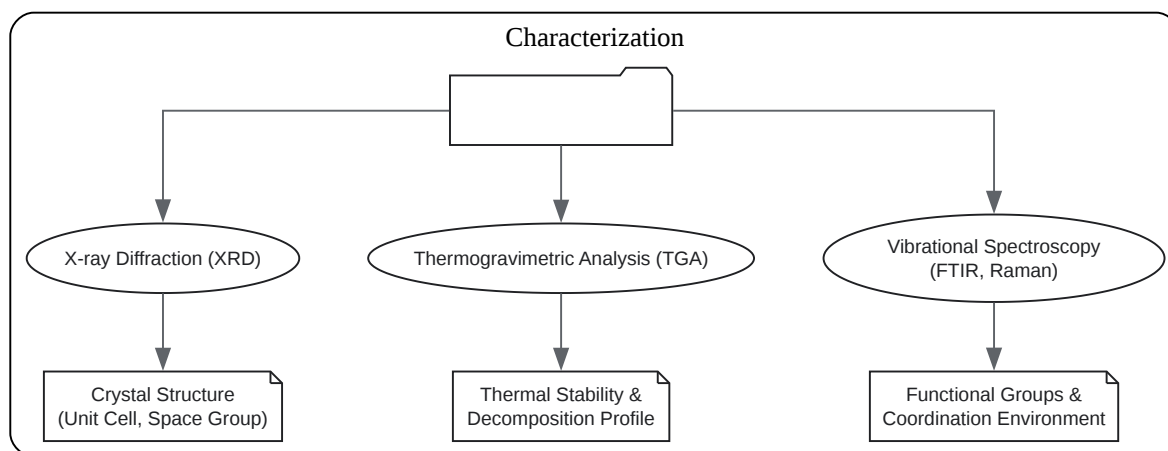 Characterization
X-ray Diffraction (XRD)
Thermogravimetric Analysis (TGA)
Vibrational Spectroscopy
(FTIR, Raman)
Crystal Structure
(Unit Cell, Space Group)
Thermal Stability &
Decomposition Profile
Functional Groups &
Coordination Environment